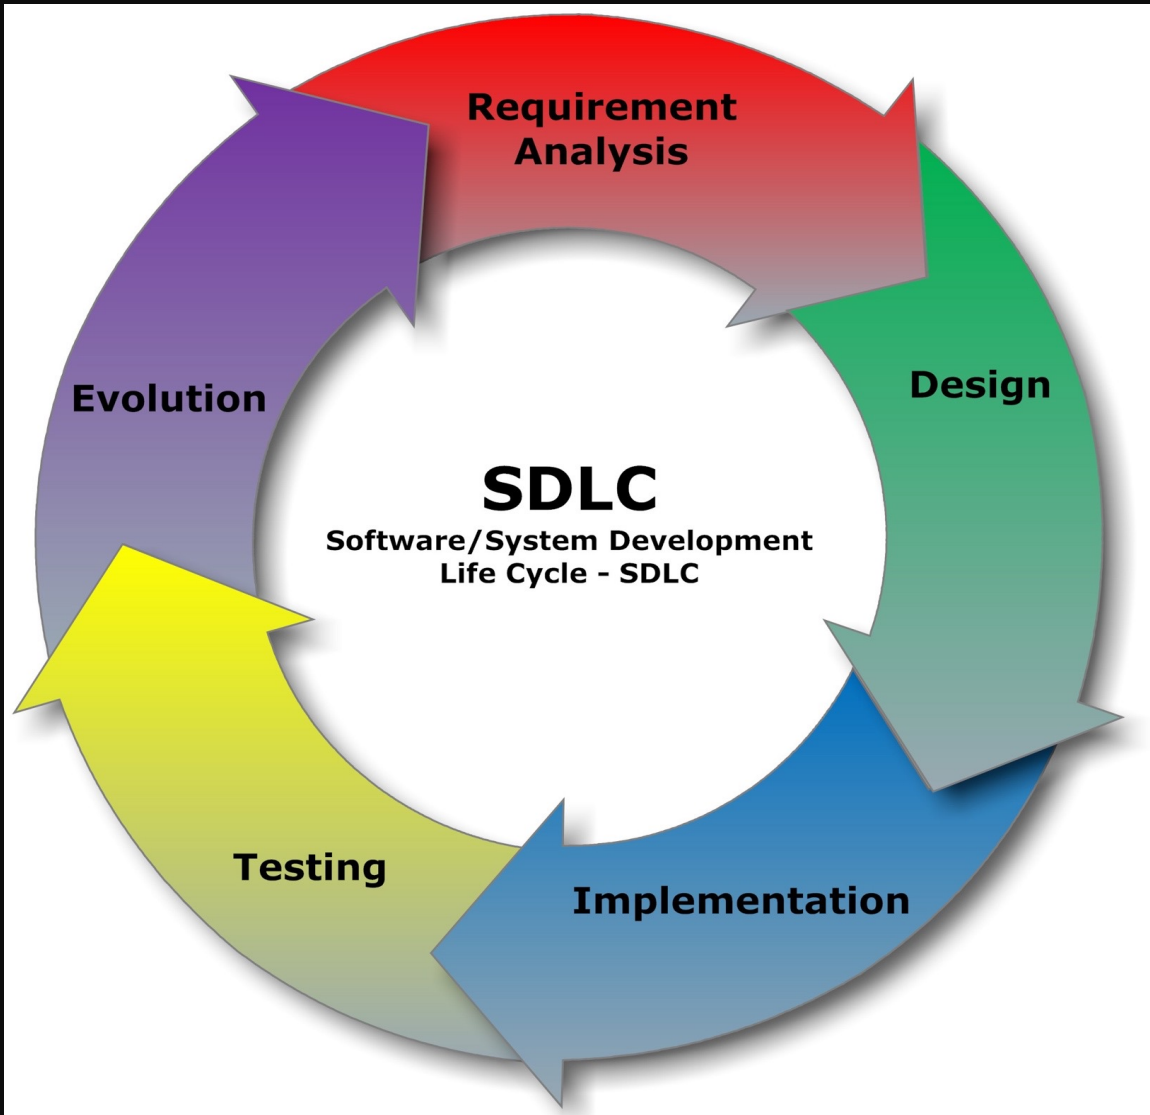 Requirement
Analysis
Design
Evolution
SDLC
Software/System Development
Life Cycle - SDLC
Testing
Implementation